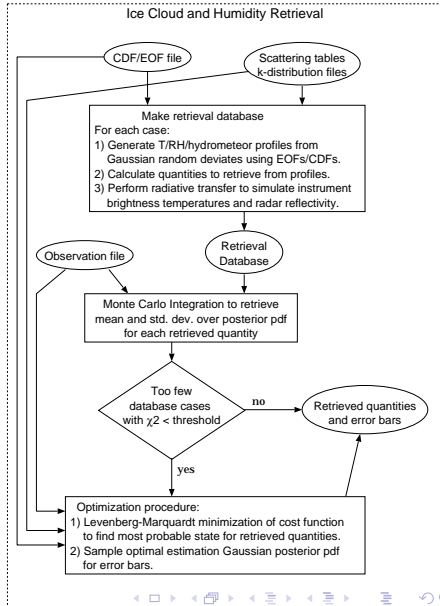 Ice Cloud and Humidity Retrieval
CDF/EOF file
Scattering tables
k-distribution files
Make retrieval database
For each case:
1) Generate T/RH/hydrometeor profiles from
Gaussian random deviates using EOFs/CDFs.
2) Calculate quantities to retrieve from profiles.
3) Perform radiative transfer to simulate instrument
brightness temperatures and radar reflectivity.
Observation file
Retrieval
Database
Monte Carlo Integration to retrieve
mean and std. dev. over posterior pdf
for each retrieved quantity
Too few
database cases
with χ2 < threshold
no
Retrieved quantities
and error bars
yes
Optimization procedure:
1) Levenberg-Marquardt minimization of cost function
to find most probable state for retrieved quantities.
2) Sample optimal estimation Gaussian posterior pdf
for error bars.